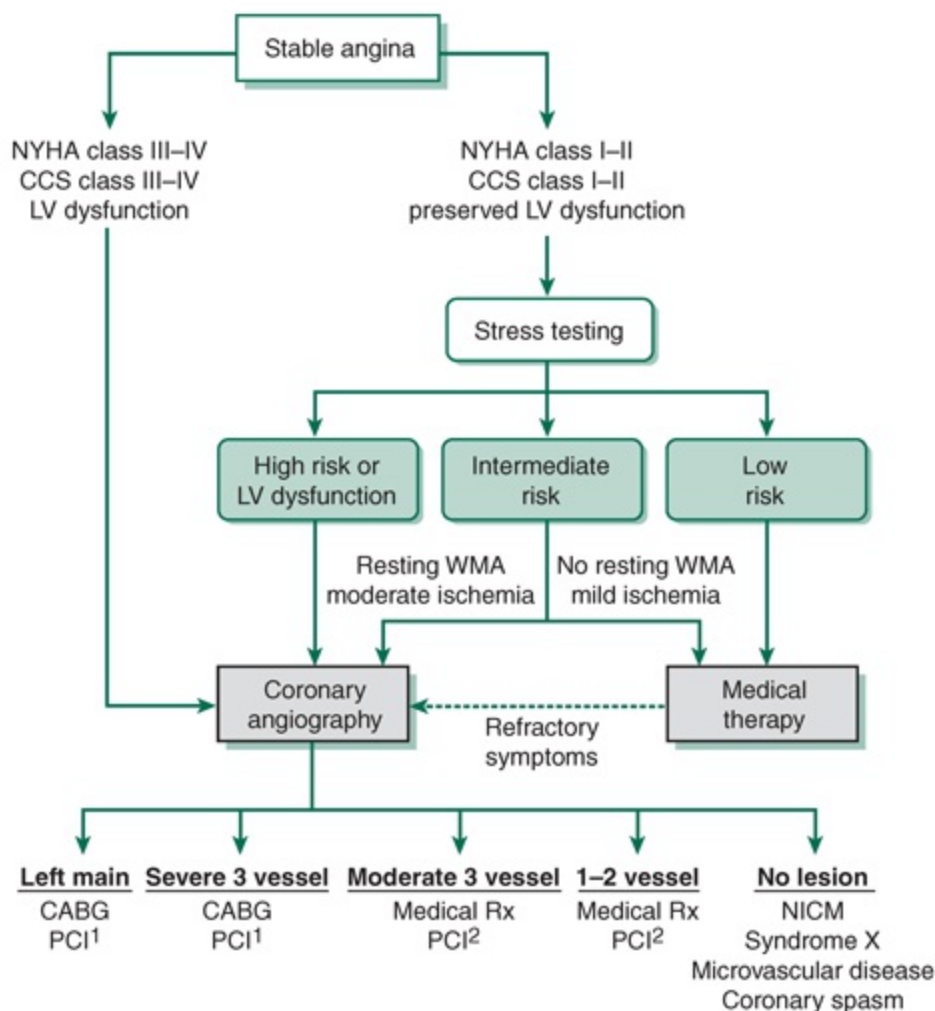 Stable angina
NYHA class III–IV
CCS class III–IV
LV dysfunction
NYHA class I–II
CCS class I–II
preserved LV dysfunction
Stress testing
High risk or
LV dysfunction
Intermediate
risk
Low
risk
Resting WMA
moderate ischemia
No resting WMA
mild ischemia
Coronary
angiography
Refractory
symptoms
Medical
therapy
Left main
CABG
PCI¹
Severe 3 vessel
CABG
PCI¹
Moderate 3 vessel
Medical Rx
PCI²
1–2 vessel
Medical Rx
PCI²
No lesion
NICM
Syndrome X
Microvascular disease
Coronary spasm